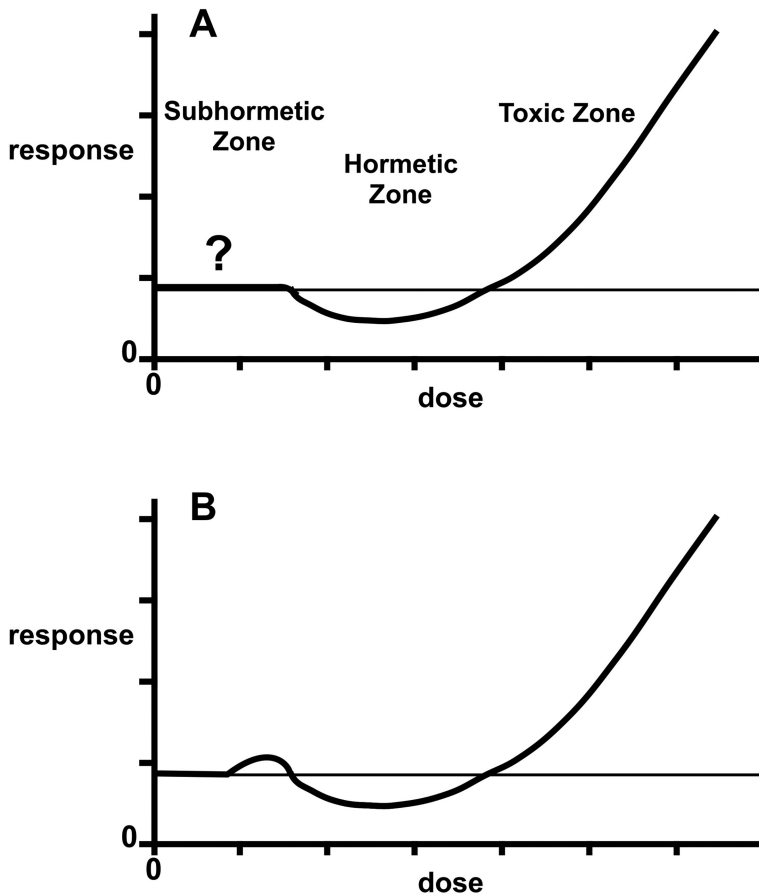 A
Subhormetic
Zone
Toxic Zone
response
Hormetic
Zone
?
0
0
dose
B
response
0
0
dose